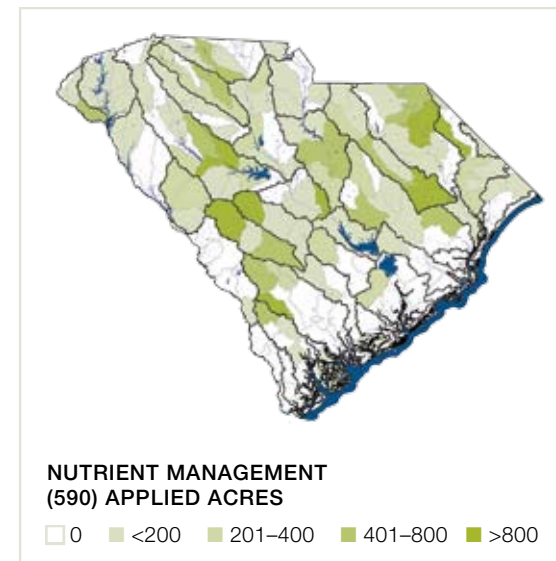 NUTRIENT MANAGEMENT
(590) APPLIED ACRES
0 <200 201–400 401–800 >800